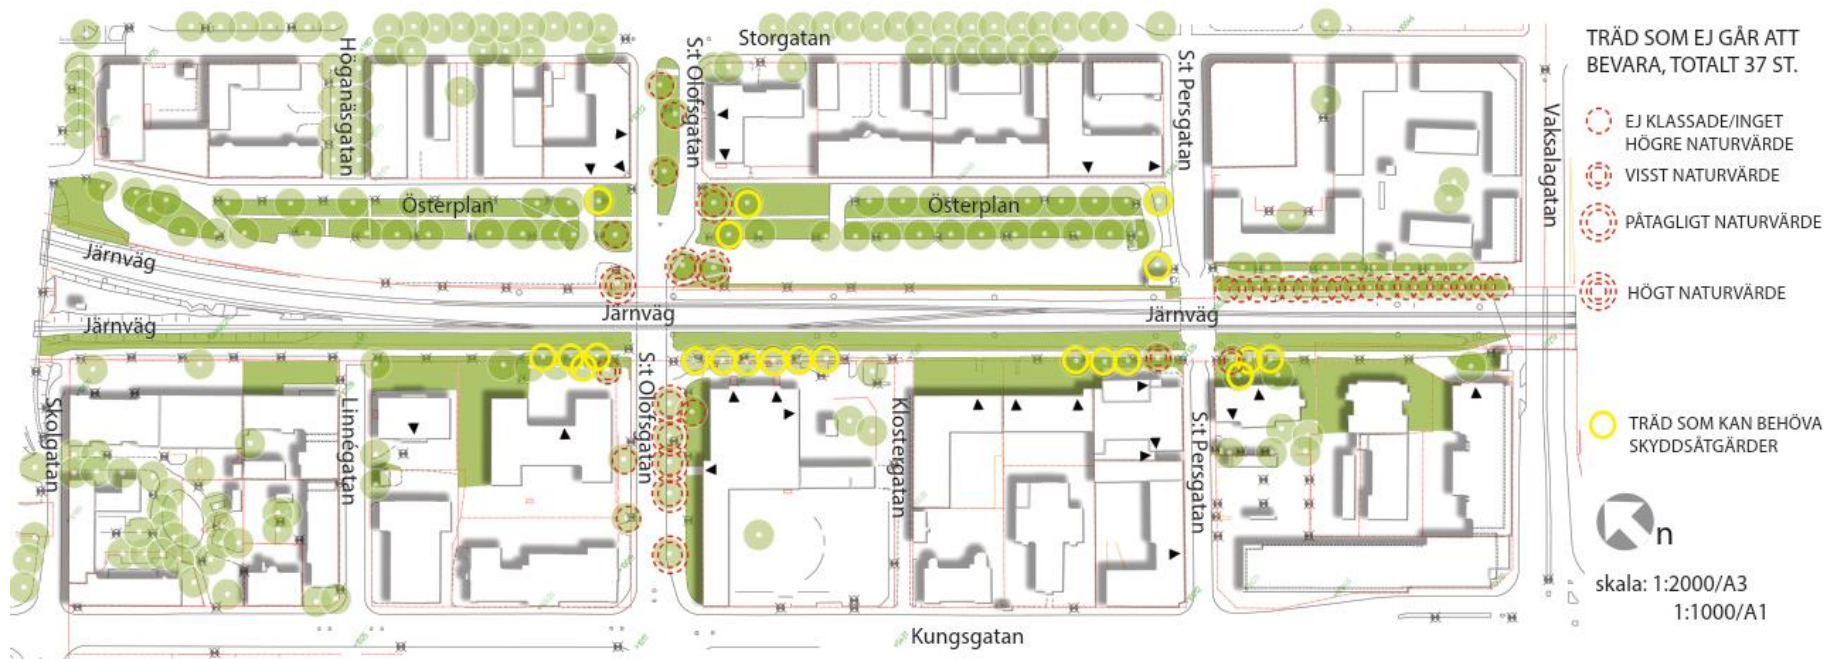 Storgatan
Höganäsgatan
S:t Olofsgatan
S:t Persgatan
Vaksalagatan
Österplan
Österplan
Järnväg
Järnväg
Järnväg
Järnväg
Skolgatan
Linnégatan
S:t Olofsgatan
Klostergatan
S:t Persgatan
Kungsgatan
TRÄD SOM EJ GÅR ATT
BEVARA, TOTALT 37 ST.
EJ KLASSADE/INGET
HÖGRE NATURVÄRDE
VISST NATURVÄRDE
PÅTAGLIGT NATURVÄRDE
HÖGT NATURVÄRDE
TRÄD SOM KAN BEHÖVA
SKYDDSÅTGÄRDER
n
skala: 1:2000/A3
1:1000/A1